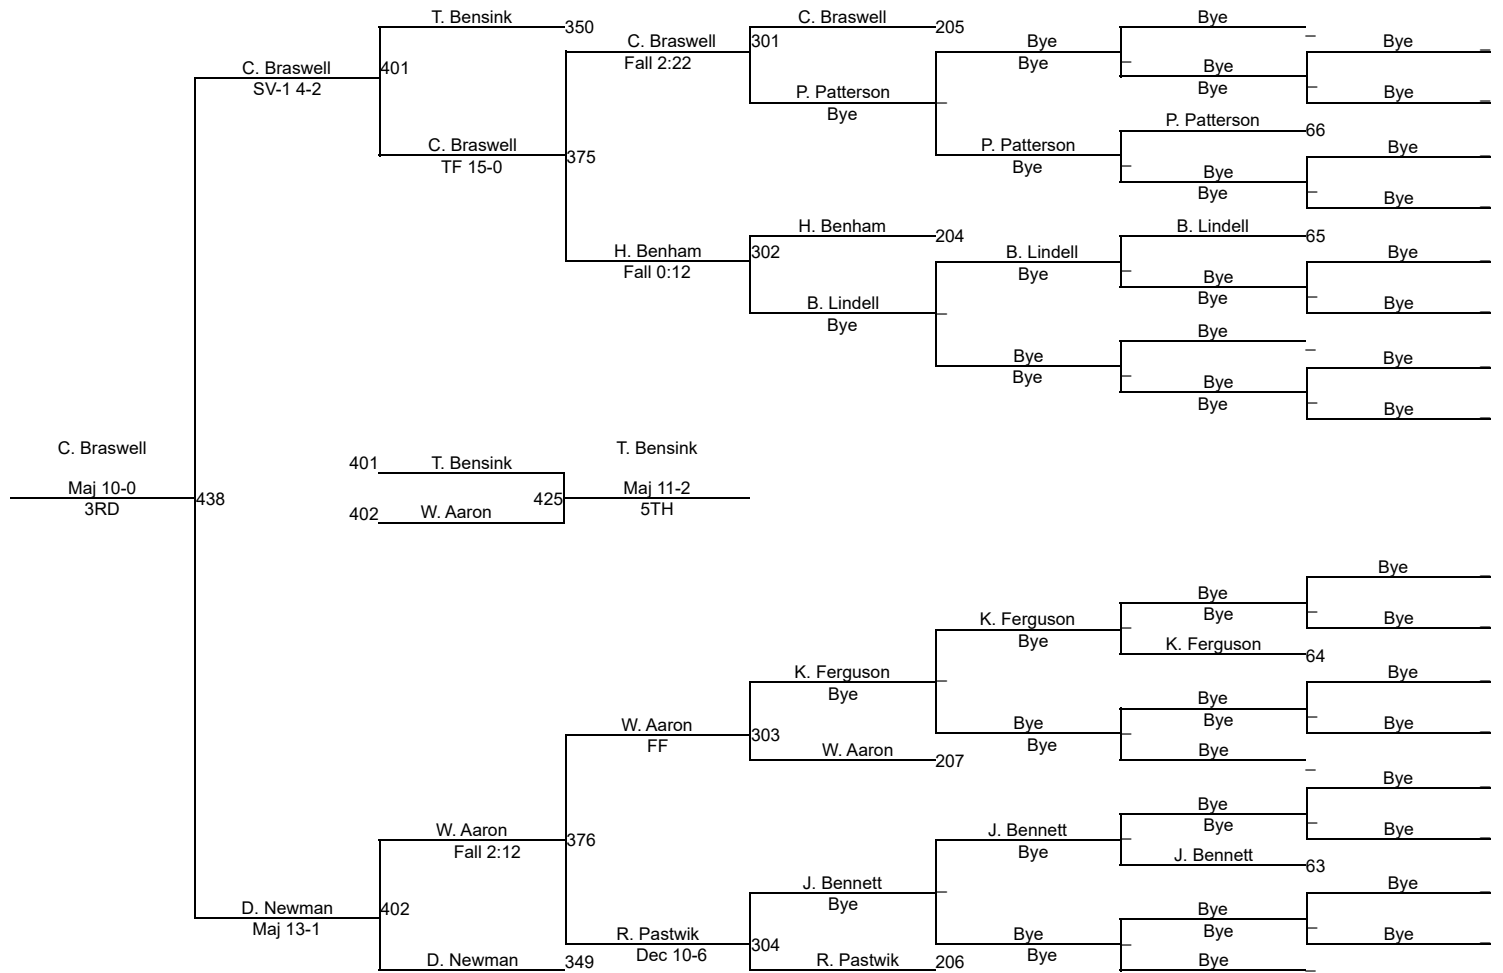 T. Bensink
350
C. Braswell
205
Bye
C. Braswell
301
Bye
Bye
Fall 2:22
Bye
C. Braswell
401
Bye
SV-1 4-2
P. Patterson
Bye
Bye
Bye
P. Patterson
66
C. Braswell
375
P. Patterson
Bye
TF 15-0
Bye
Bye
Bye
Bye
H. Benham
204
B. Lindell
65
H. Benham
302
B. Lindell
Bye
Fall 0:12
Bye
Bye
B. Lindell
Bye
Bye
Bye
Bye
Bye
Bye
Bye
Bye
Bye
Bye
C. Braswell
T. Bensink
401
T. Bensink
Maj 10-0
438
425
Maj 11-2
3RD
5TH
402
W. Aaron
Bye
Bye
K. Ferguson
Bye
Bye
Bye
K. Ferguson
64
K. Ferguson
Bye
Bye
Bye
W. Aaron
303
Bye
Bye
Bye
FF
Bye
W. Aaron
207
Bye
Bye
Bye
W. Aaron
376
J. Bennett
Bye
Bye
Fall 2:12
Bye
J. Bennett
63
J. Bennett
Bye
Bye
D. Newman
402
Bye
Maj 13-1
Bye
R. Pastwik
304
Bye
Bye
Dec 10-6
Bye
Bye
D. Newman
349
R. Pastwik
206
Bye